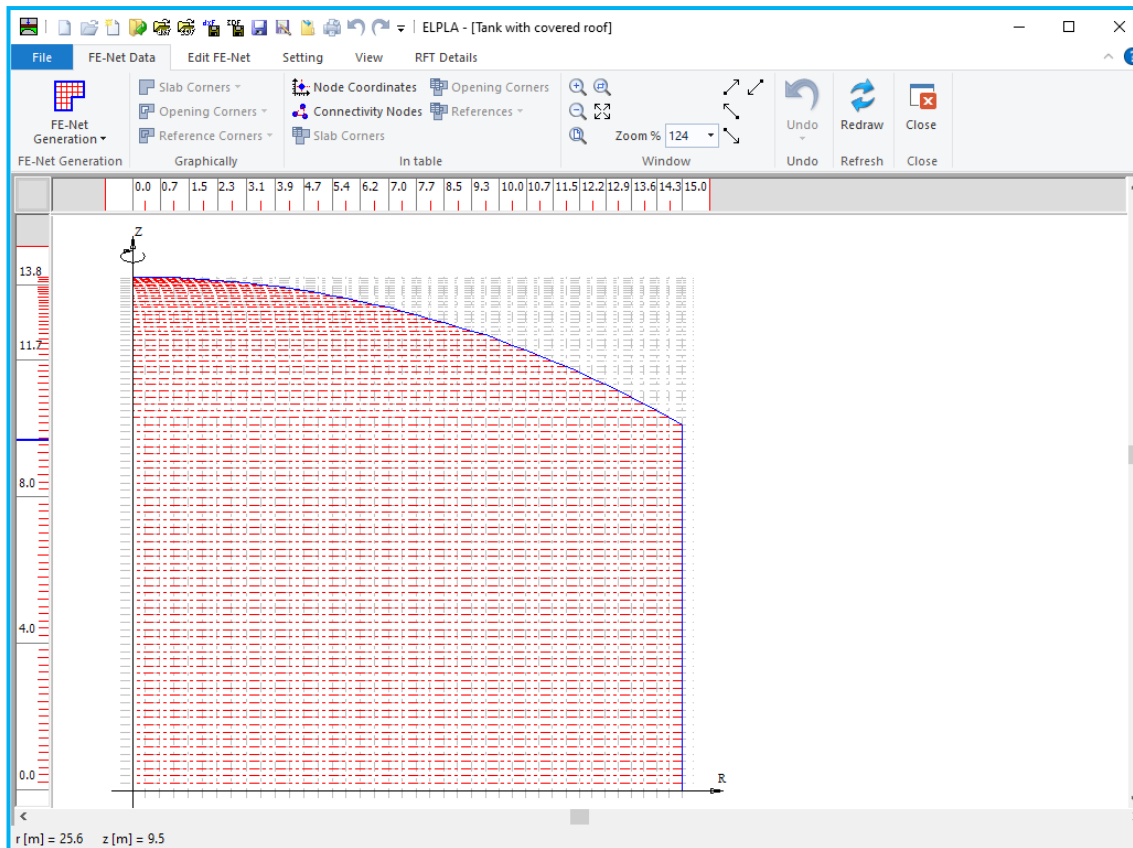 ELPLA - [Tank with covered roof]
File FE-Net Data Edit FE-Net Setting View RFT Details
FE-Net Generation
Slab Corners
Opening Corners
Reference Corners
Node Coordinates
Connectivity Nodes
Slab Corners
Opening Corners
References
Zoom % 124
Undo
Redraw
Close
FE-Net Generation Graphically In table Window Undo Refresh Close
0.0 0.7 1.5 2.3 3.1 3.9 4.7 5.4 6.2 7.0 7.7 8.5 9.3 10.0 10.7 11.5 12.2 12.9 13.6 14.3 15.0
Z
13.8
11.7
8.0
4.0
0.0
R
r [m] = 25.6 z [m] = 9.5